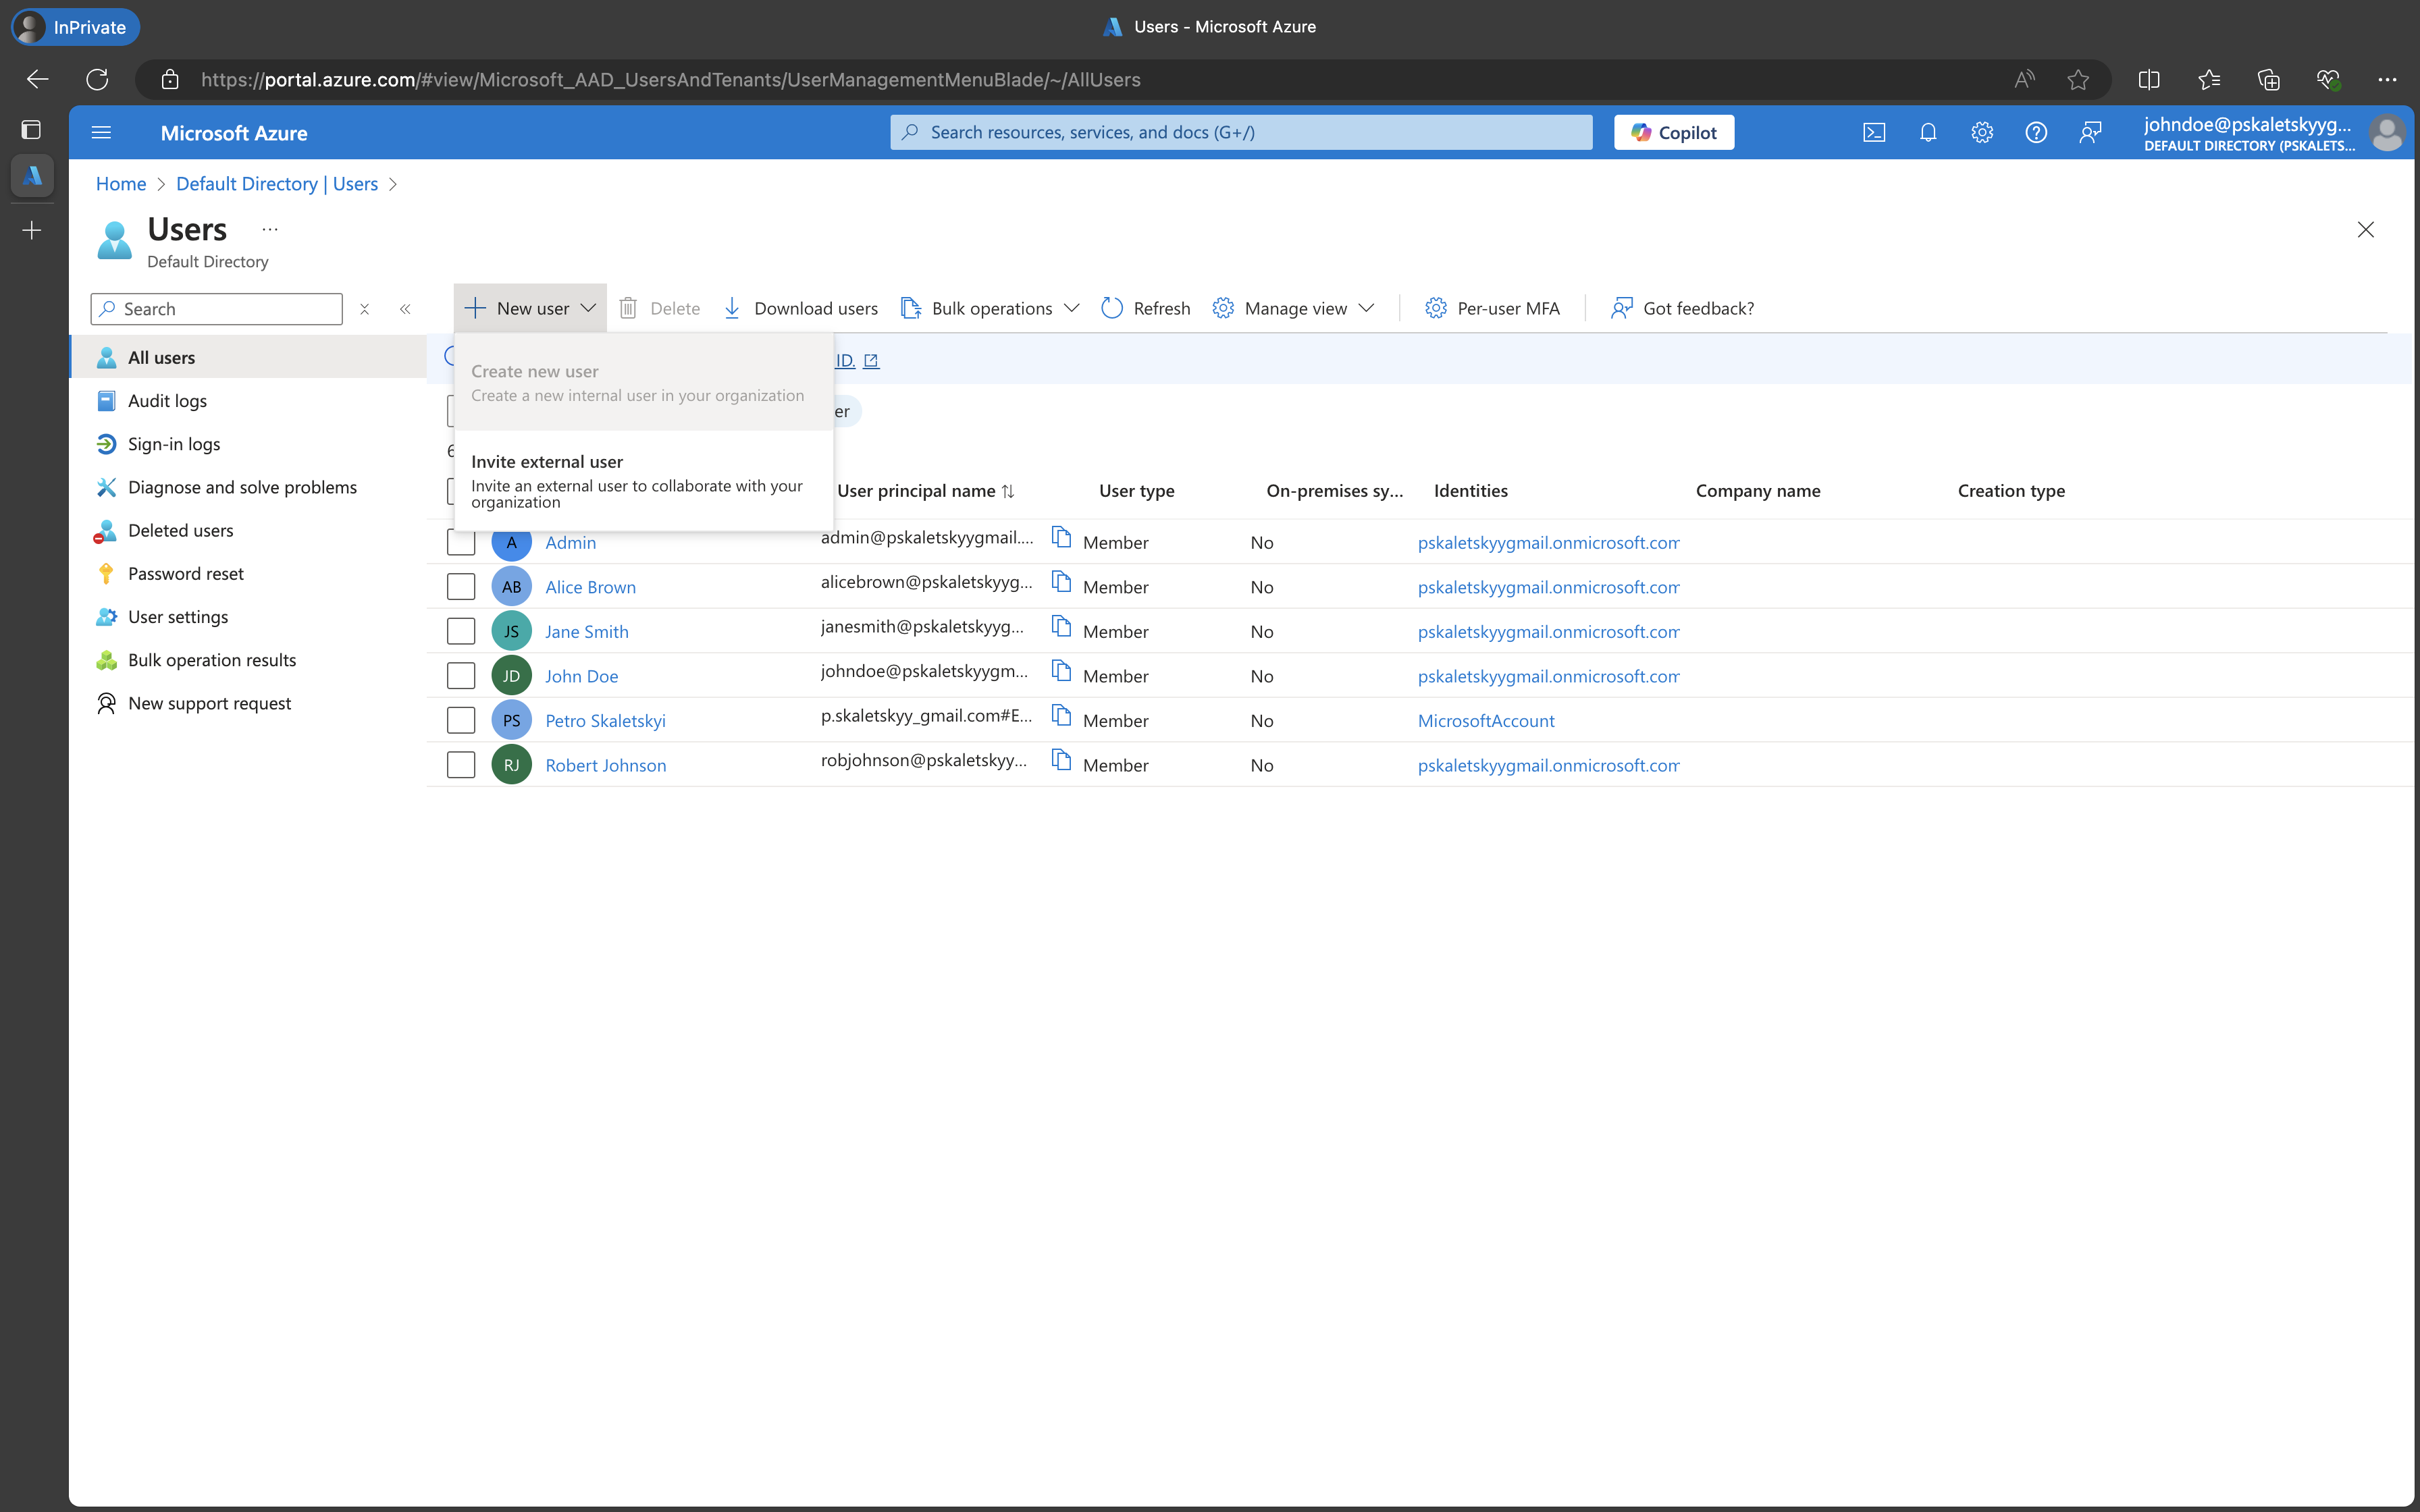 InPrivate
Users - Microsoft Azure
https://portal.azure.com/#view/Microsoft_AAD_UsersAndTenants/UserManagementMenuBlade/~/AllUsers
Microsoft Azure
Search resources, services, and docs (G+/)
Copilot
johndoe@pskaletskyyg...
DEFAULT DIRECTORY (PSKALETS...
Home > Default Directory | Users >
Users ...
Default Directory
Search
New user
Delete
Download users
Bulk operations
Refresh
Manage view
Per-user MFA
Got feedback?
All users
Audit logs
Sign-in logs
Diagnose and solve problems
Deleted users
Password reset
User settings
Bulk operation results
New support request
Create new user
Create a new internal user in your organization
Invite external user
Invite an external user to collaborate with your
organization
ID.
er
User principal name User type On-premises sy... Identities Company name Creation type
A Admin admin@pskaletskyygmail.... Member No pskaletskyygmail.onmicrosoft.com
AB Alice Brown alicebrown@pskaletskyyg... Member No pskaletskyygmail.onmicrosoft.com
JS Jane Smith janesmith@pskaletskyyg... Member No pskaletskyygmail.onmicrosoft.com
JD John Doe johndoe@pskaletskyygm... Member No pskaletskyygmail.onmicrosoft.com
PS Petro Skaletskyi p.skaletskyy_gmail.com#E... Member No MicrosoftAccount
RJ Robert Johnson robjohnson@pskaletskyy... Member No pskaletskyygmail.onmicrosoft.com